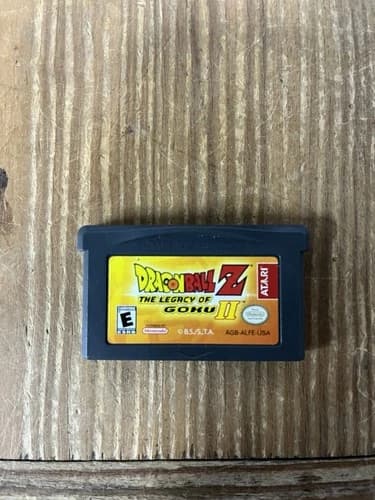 DRAGON BALL Z
THE LEGACY OF
GOKU II
ATARI
E
Nintendo
© B.S./S., T.A.
AGB-ALFE-USA